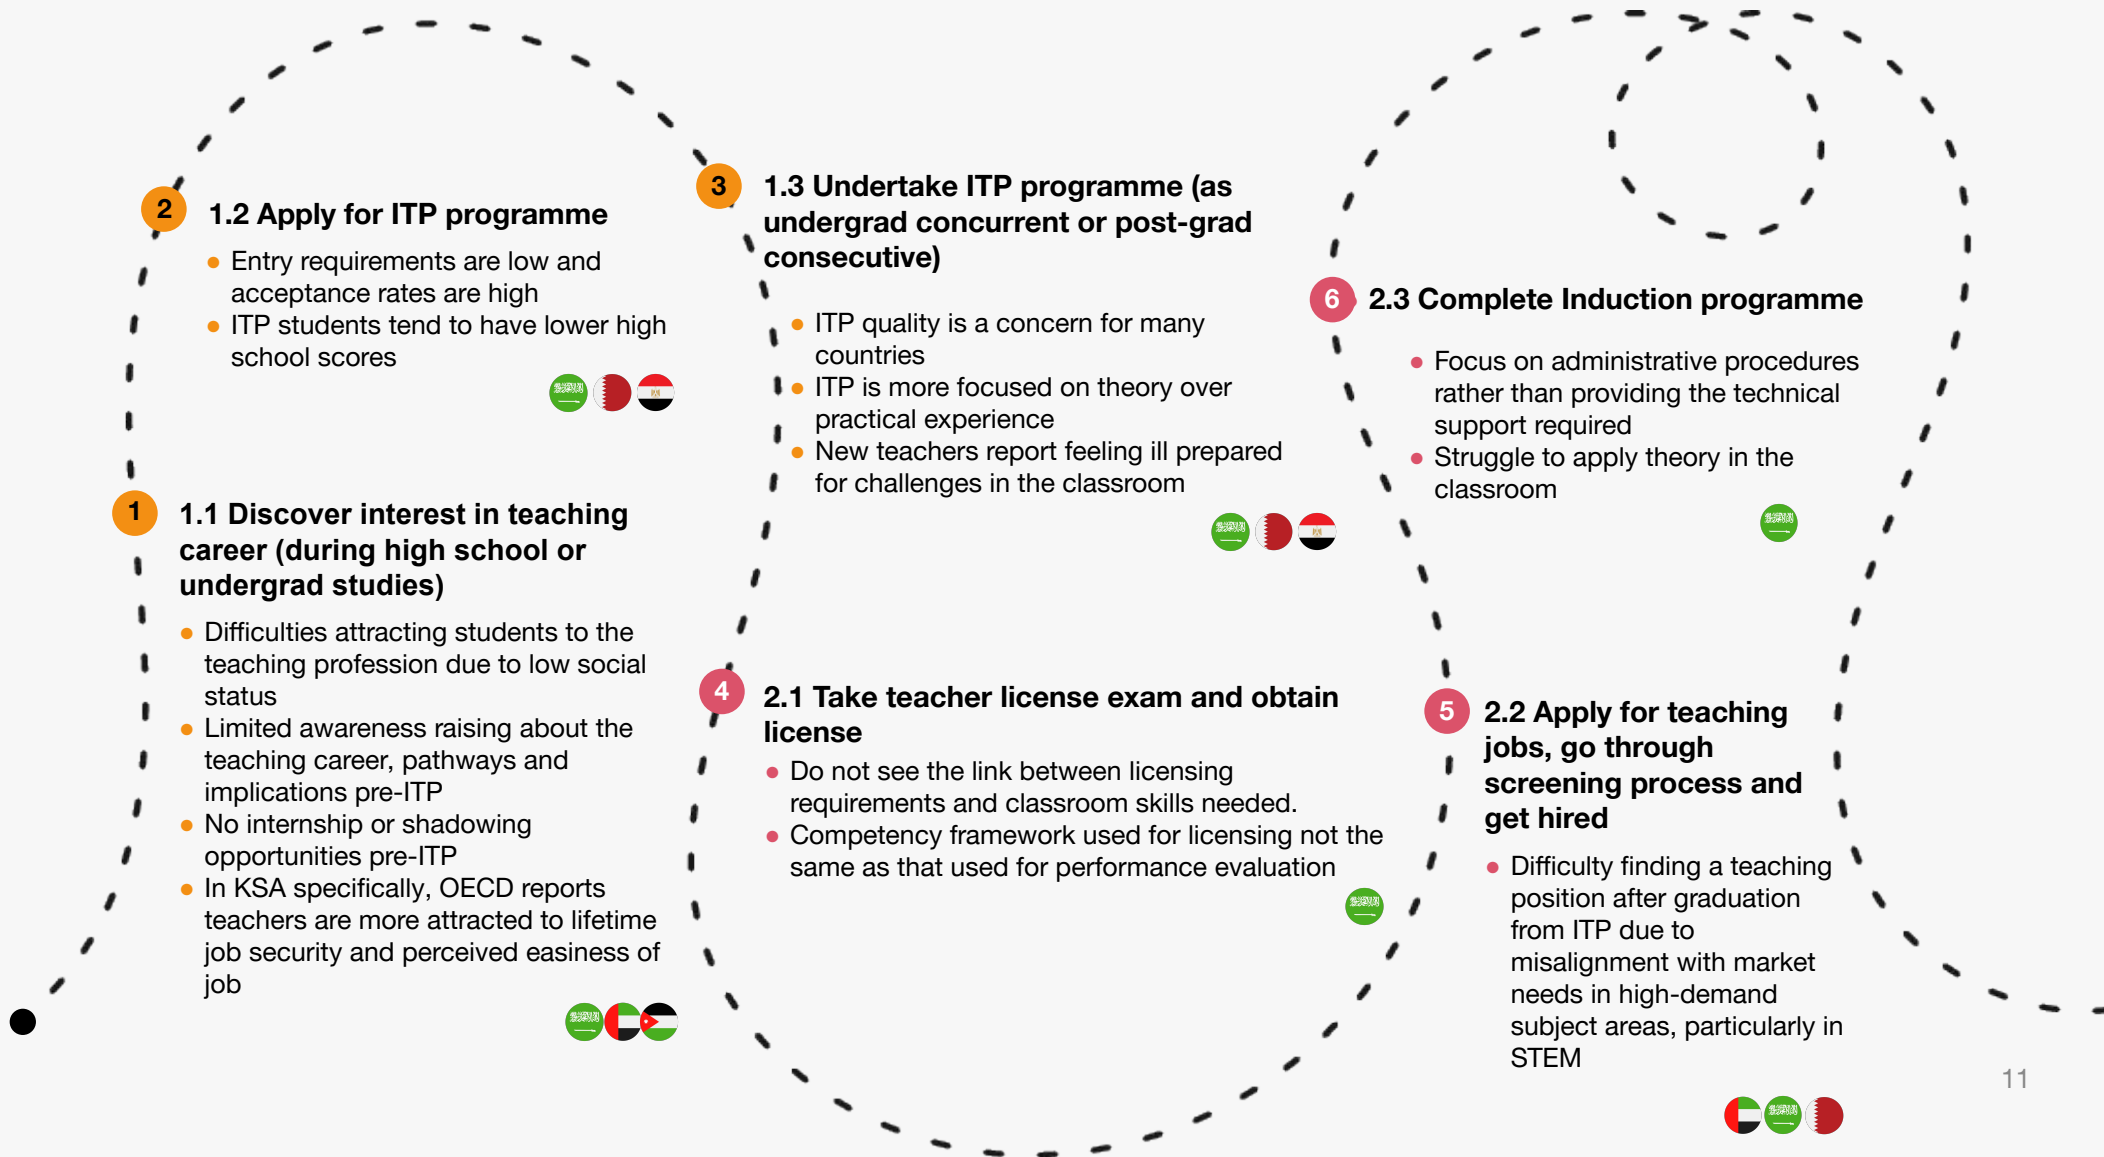 1
1.1 Discover interest in teaching
career (during high school or
undergrad studies)
Difficulties attracting students to the
teaching profession due to low social
status
Limited awareness raising about the
teaching career, pathways and
implications pre-ITP
No internship or shadowing
opportunities pre-ITP
In KSA specifically, OECD reports
teachers are more attracted to lifetime
job security and perceived easiness of
job
2
1.2 Apply for ITP programme
Entry requirements are low and
acceptance rates are high
ITP students tend to have lower high
school scores
3
1.3 Undertake ITP programme (as
undergrad concurrent or post-grad
consecutive)
ITP quality is a concern for many
countries
ITP is more focused on theory over
practical experience
New teachers report feeling ill prepared
for challenges in the classroom
4
2.1 Take teacher license exam and obtain
license
Do not see the link between licensing
requirements and classroom skills needed.
Competency framework used for licensing not the
same as that used for performance evaluation
5
2.2 Apply for teaching
jobs, go through
screening process and
get hired
Difficulty finding a teaching
position after graduation
from ITP due to
misalignment with market
needs in high-demand
subject areas, particularly in
STEM
6
2.3 Complete Induction programme
Focus on administrative procedures
rather than providing the technical
support required
Struggle to apply theory in the
classroom
11